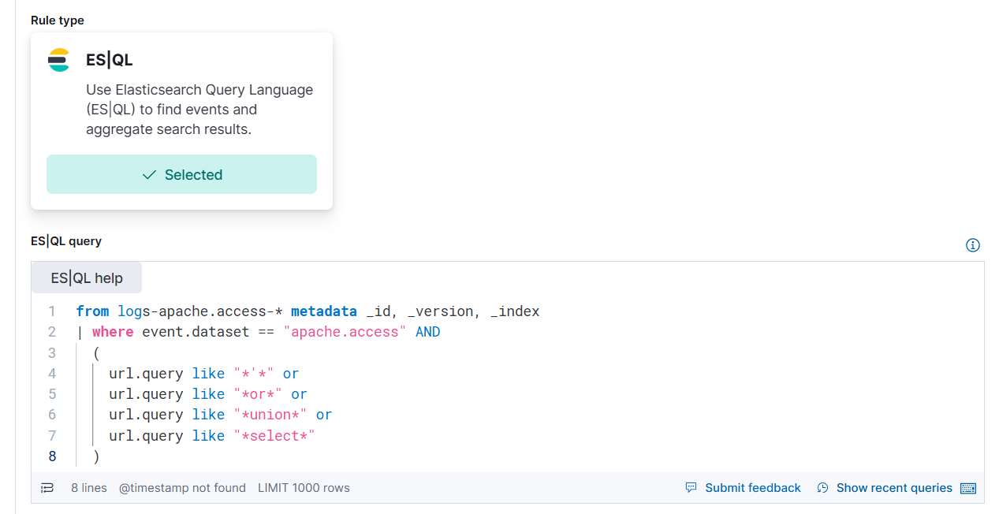 Rule type
ES|QL
Use Elasticsearch Query Language
(ES|QL) to find events and
aggregate search results.
Selected
ES|QL query
ES|QL help
1 from logs-apache.access-* metadata _id, _version, _index
2 | where event.dataset == "apache.access" AND
3 (
4 url.query like "*'*" or
5 url.query like "*or*" or
6 url.query like "*union*" or
7 url.query like "*select*"
8 )
8 lines @timestamp not found LIMIT 1000 rows Submit feedback Show recent queries